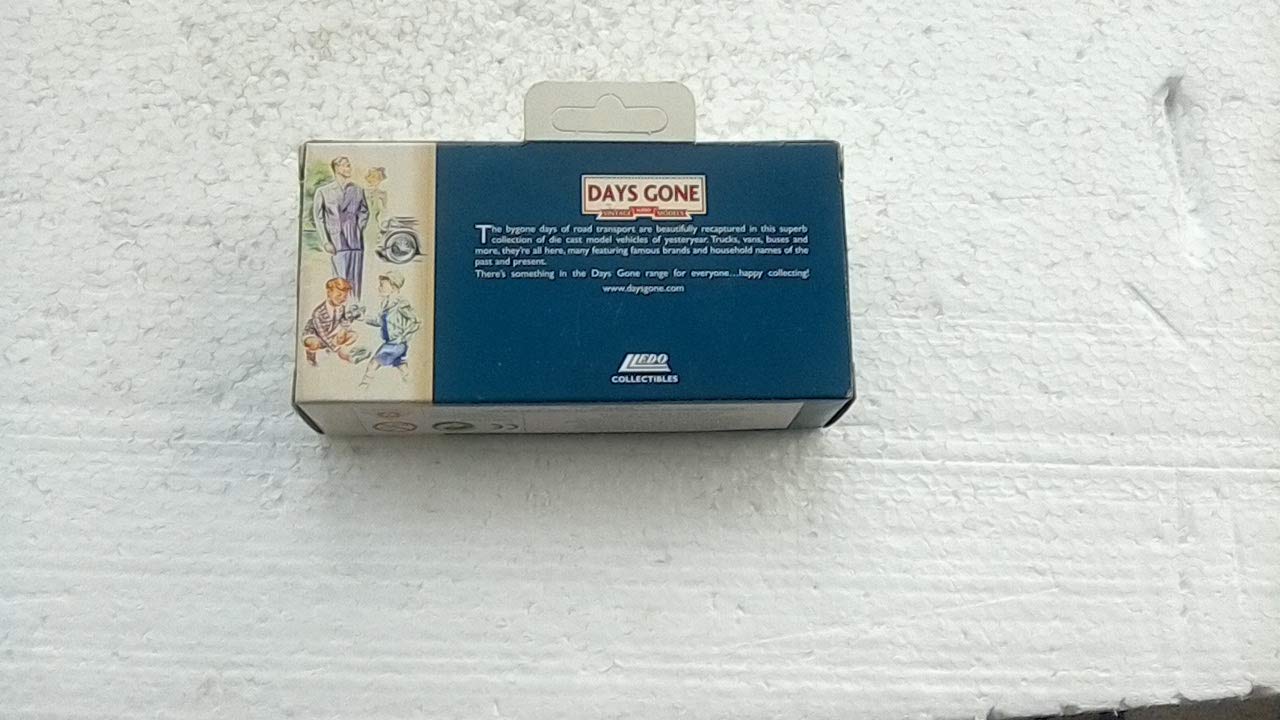 DAYS GONE
VINTAGE MODELS
The bygone days of road transport are beautifully recaptured in this superb
collection of die cast model vehicles of yesteryear. Trucks, vans, buses and
more, they're all here, many featuring famous brands and household names of the
past and present.
There's something in the Days Gone range for everyone...happy collecting!
www.daysgone.com
LLEDO
COLLECTIBLES
CE